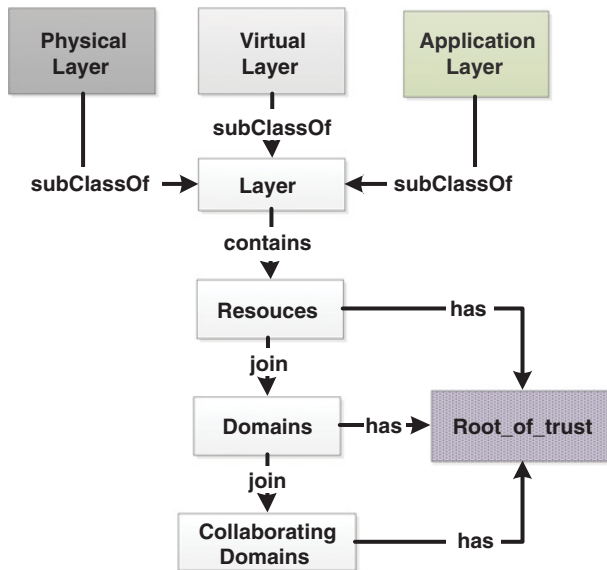 Physical
Layer
Virtual
Layer
Application
Layer
subClassOf
subClassOf
Layer
subClassOf
contains
Resouces
has
join
Domains
has
Root_of_trust
join
Collaborating
Domains
has